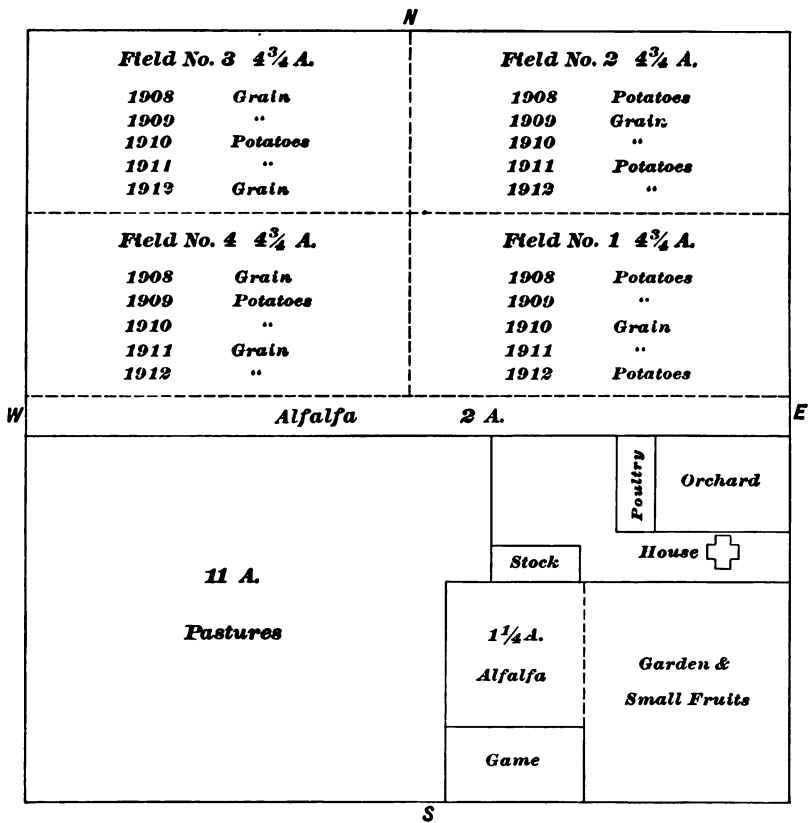 N
Field No. 3 4¾ A.
1908 Grain
1909 "
1910 Potatoes
1911 "
1912 Grain
Field No. 2 4¾ A.
1908 Potatoes
1909 Grain
1910 "
1911 Potatoes
1912 "
Field No. 4 4¾ A.
1908 Grain
1909 Potatoes
1910 "
1911 Grain
1912 "
Field No. 1 4¾ A.
1908 Potatoes
1909 "
1910 Grain
1911 "
1912 Potatoes
W
Alfalfa 2 A.
E
11 A.
Pastures
Poultry
Orchard
Stock
House
1¼ A.
Alfalfa
Garden &
Small Fruits
Game
S